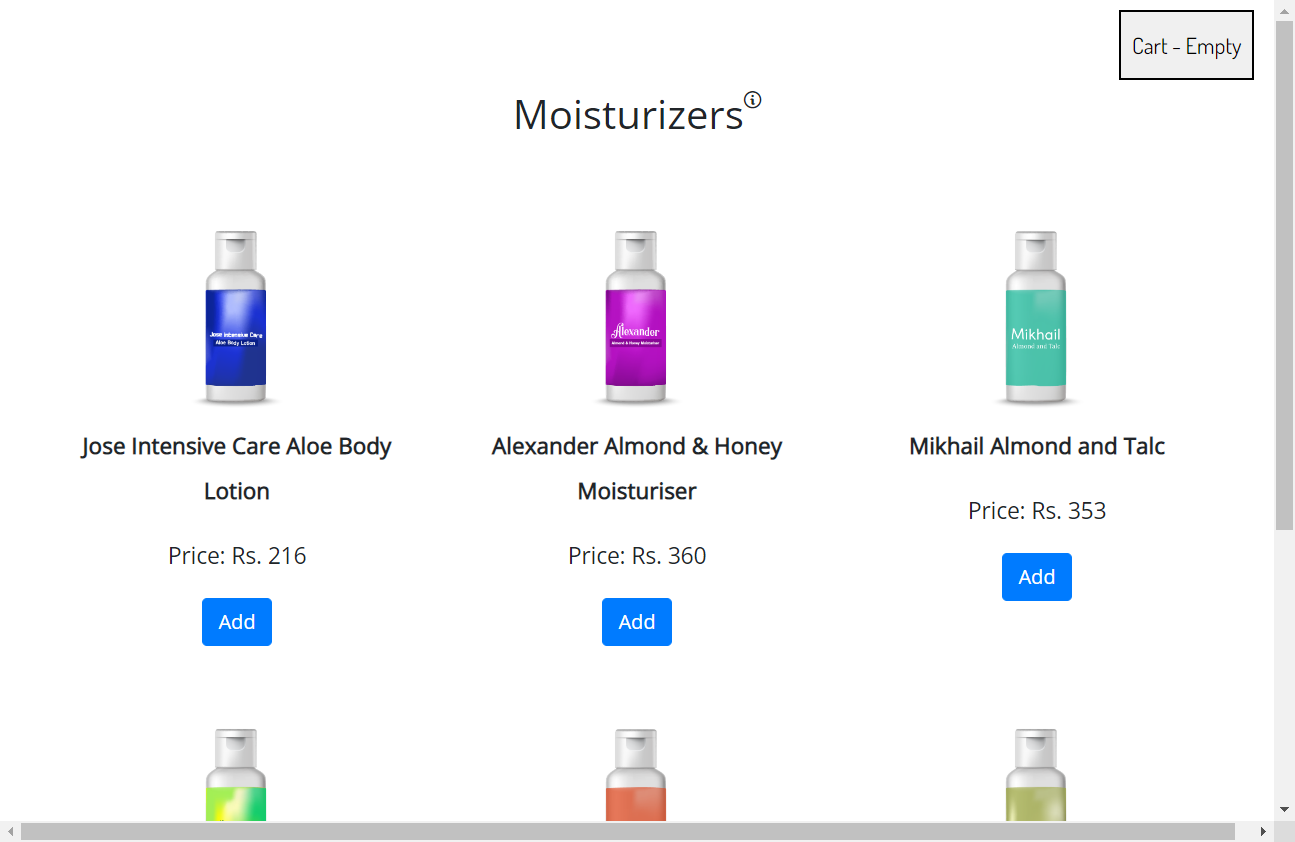 Cart - Empty
Moisturizers
Jose Intensive Care
Aloe Body Lotion
Alexander
Almond & Honey Moisturiser
Mikhail
Almond and Talc
Jose Intensive Care Aloe Body
Lotion
Price: Rs. 216
Add
Alexander Almond & Honey
Moisturiser
Price: Rs. 360
Add
Mikhail Almond and Talc
Price: Rs. 353
Add